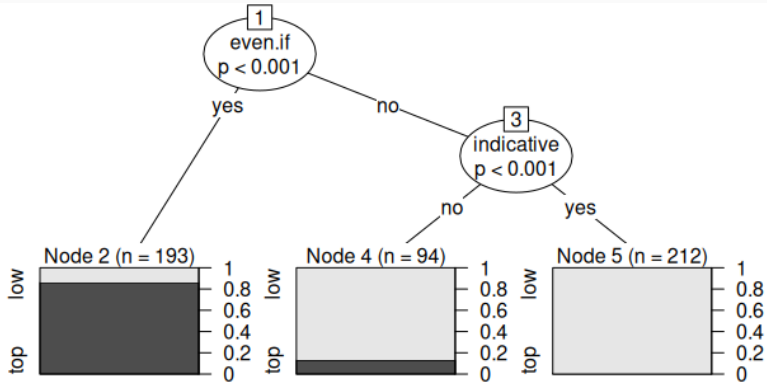 1
even.if
p < 0.001
yes
no
3
indicative
p < 0.001
no
yes
Node 2 (n = 193)
low
top
1
0.8
0.6
0.4
0.2
0
Node 4 (n = 94)
low
top
1
0.8
0.6
0.4
0.2
0
Node 5 (n = 212)
low
top
1
0.8
0.6
0.4
0.2
0